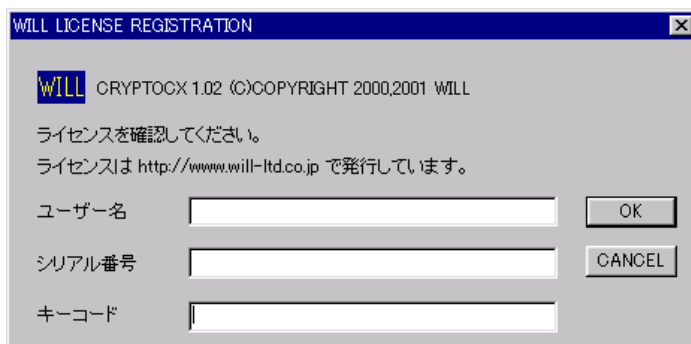 WILL LICENSE REGISTRATION
WILL CRYPTOCX 1.02 (C)COPYRIGHT 2000,2001 WILL
ライセンスを確認してください。
ライセンスは http://www.will-ltd.co.jp で発行しています。
ユーザー名 OK
シリアル番号 CANCEL
キーコード